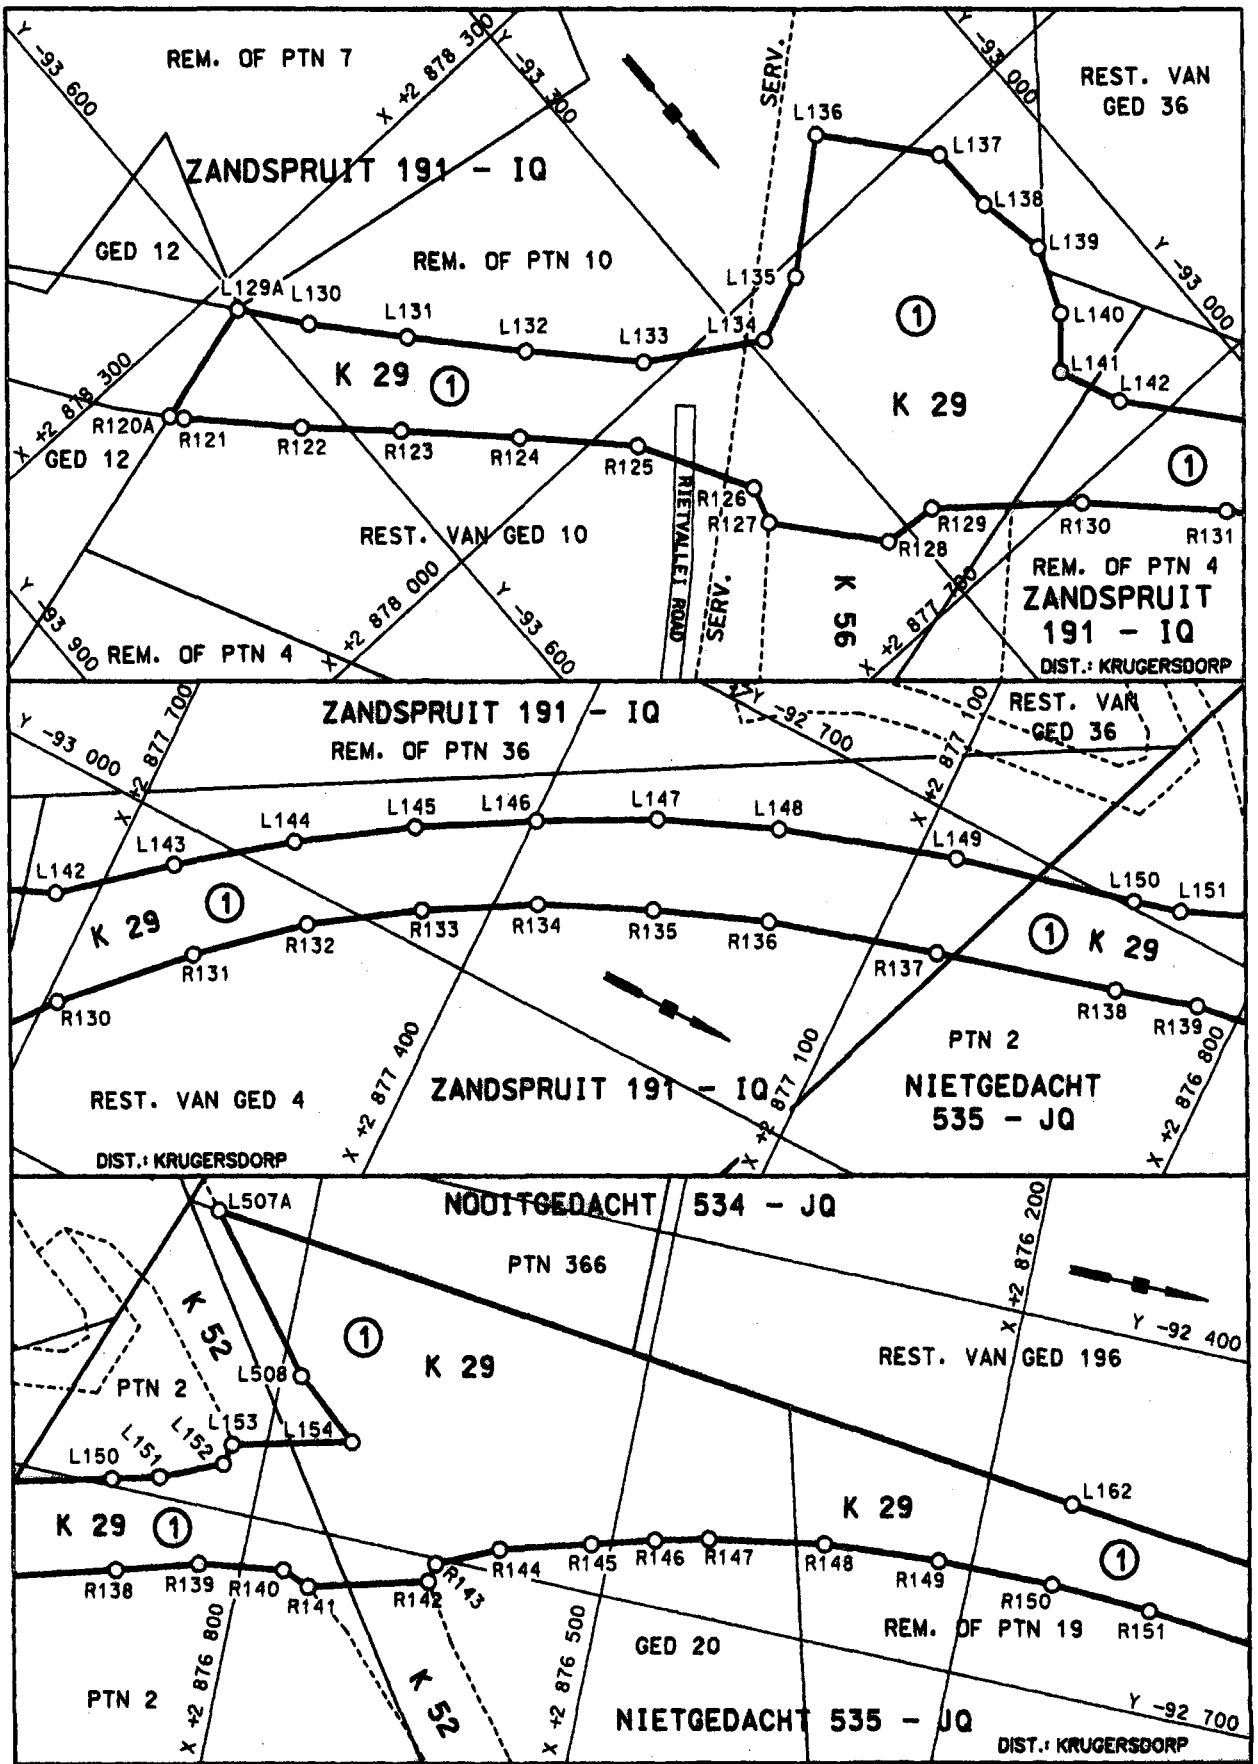 Y -93 600
REM. OF PTN 7
X +2 878 300
Y -93 300
SERV.
Y -93 000
REST. VAN
GED 36
L136
L137
ZANDSPRUIT 191 - IQ
L138
GED 12
REM. OF PTN 10
L139
Y -93 000
L129A
L130
L131
L132
L133
L134
L135
1
L140
K 29
1
L141
L142
K 29
X +2 878 300
R120A
R121
R122
R123
R124
R125
GED 12
1
R126
R127
R128
R129
R130
R131
RIETVALLEI ROAD
REST. VAN GED 10
SERV.
K 56
REM. OF PTN 4
ZANDSPRUIT
191 - IQ
DIST.: KRUGERSDORP
Y -93 900
REM. OF PTN 4
X +2 878 000
Y -93 600
X +2 877 700
ZANDSPRUIT 191 - IQ
REM. OF PTN 36
Y -93 000
X +2 877 700
Y -92 700
X +2 877 100
REST. VAN
GED 36
L142
L143
L144
L145
L146
L147
L148
L149
L150
L151
K 29
1
1
K 29
R130
R131
R132
R133
R134
R135
R136
R137
R138
R139
PTN 2
REST. VAN GED 4
X +2 877 400
ZANDSPRUIT 191 - IQ
X +2 877 100
NIETGEDACHT
535 - JQ
X +2 876 800
DIST.: KRUGERSDORP
L507A
NOOITGEDACHT 534 - JQ
PTN 366
X +2 876 200
Y -92 400
K 52
1
K 29
REST. VAN GED 196
L508
PTN 2
L150
L151
L152
L153
L154
L162
K 29
1
K 29
1
R138
R139
R140
R141
R142
R143
R144
R145
R146
R147
R148
R149
R150
R151
X +2 876 800
X +2 876 500
GED 20
REM. OF PTN 19
PTN 2
K 52
NIETGEDACHT 535 - JQ
Y -92 700
DIST.: KRUGERSDORP